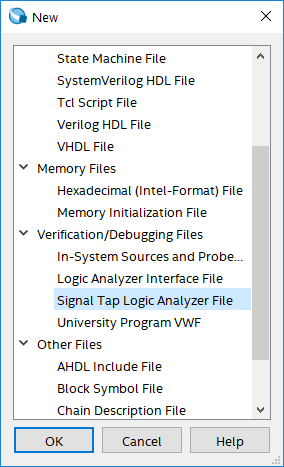 New
State Machine File
SystemVerilog HDL File
Tcl Script File
Verilog HDL File
VHDL File
Memory Files
Hexadecimal (Intel-Format) File
Memory Initialization File
Verification/Debugging Files
In-System Sources and Probe...
Logic Analyzer Interface File
Signal Tap Logic Analyzer File
University Program VWF
Other Files
AHDL Include File
Block Symbol File
Chain Description File
OK
Cancel
Help